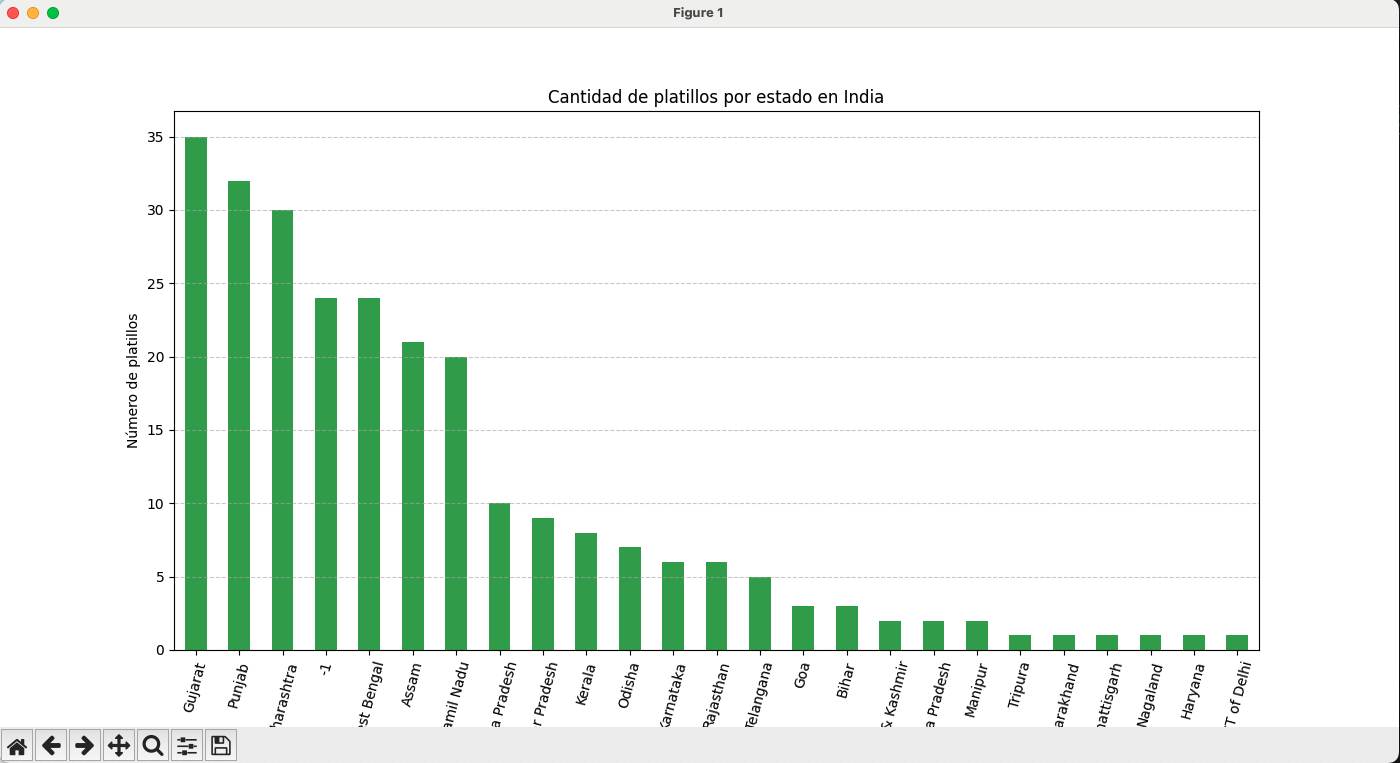 Figure 1
Cantidad de platillos por estado en India
Número de platillos
35
30
25
20
15
10
5
0
Gujarat
Punjab
harashtra
-1
st Bengal
Assam
amil Nadu
a Pradesh
r Pradesh
Kerala
Odisha
Karnataka
Rajasthan
Telangana
Goa
Bihar
& Kashmir
a Pradesh
Manipur
Tripura
arakhand
hattisgarh
Nagaland
Haryana
T of Delhi